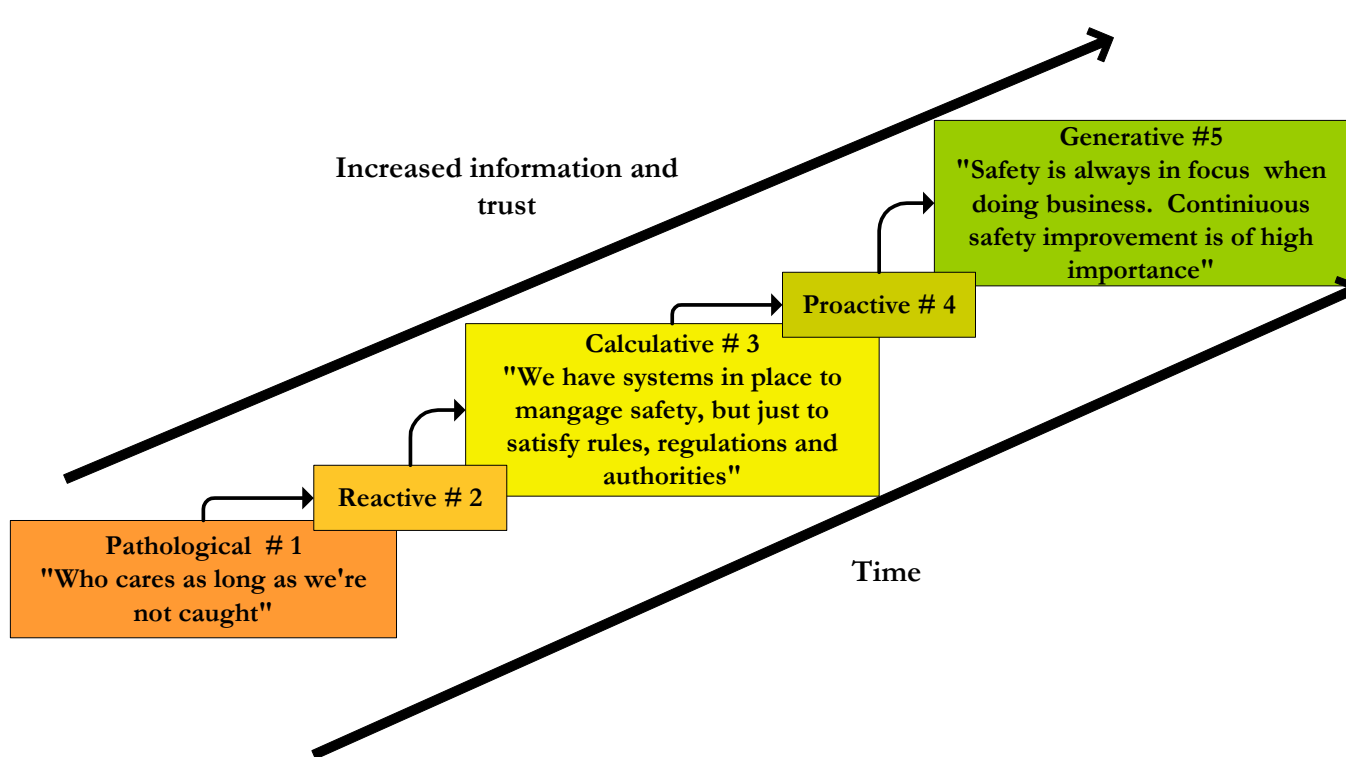 Increased information and
trust
Generative #5
"Safety is always in focus when
doing business. Continiuous
safety improvement is of high
importance"
Proactive # 4
Calculative # 3
"We have systems in place to
mangage safety, but just to
satisfy rules, regulations and
authorities"
Reactive # 2
Pathological # 1
"Who cares as long as we're
not caught"
Time